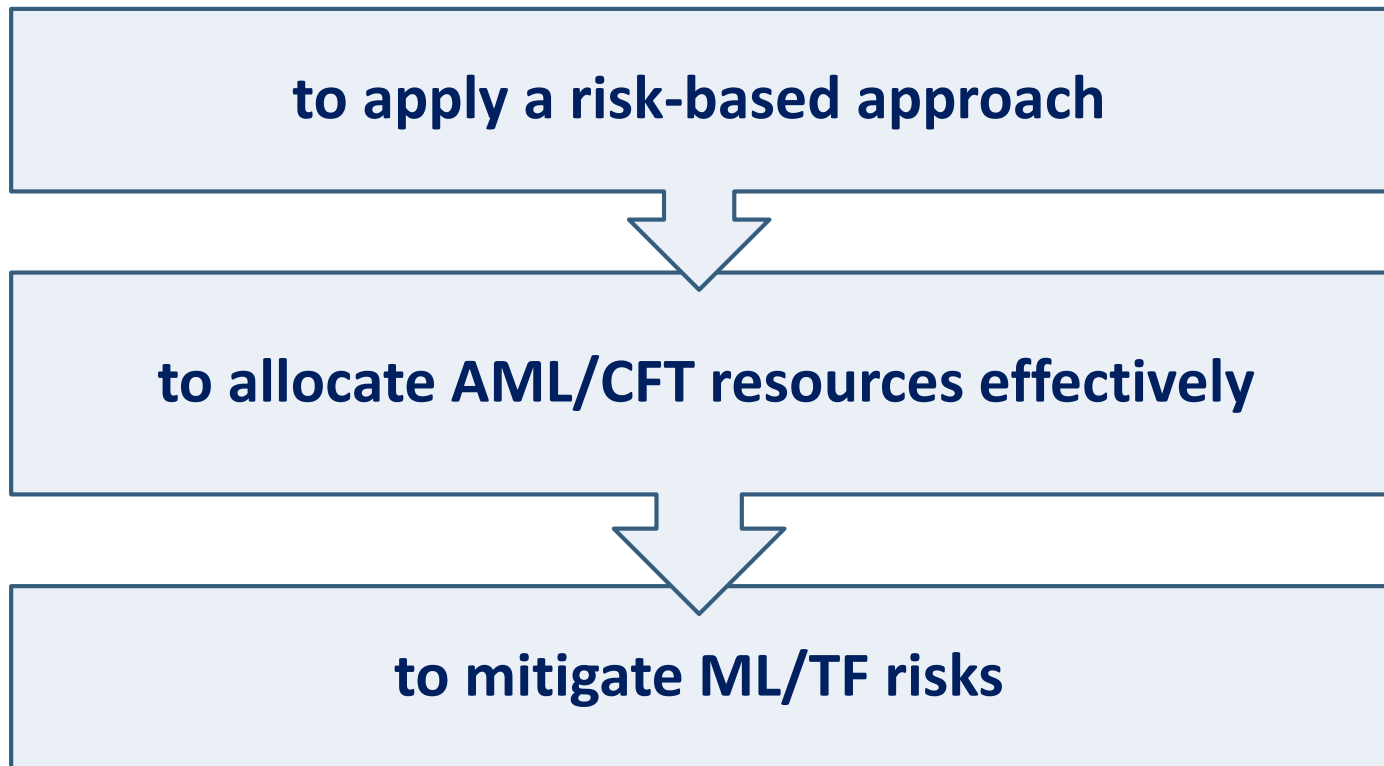 to apply a risk-based approach
to allocate AML/CFT resources effectively
to mitigate ML/TF risks